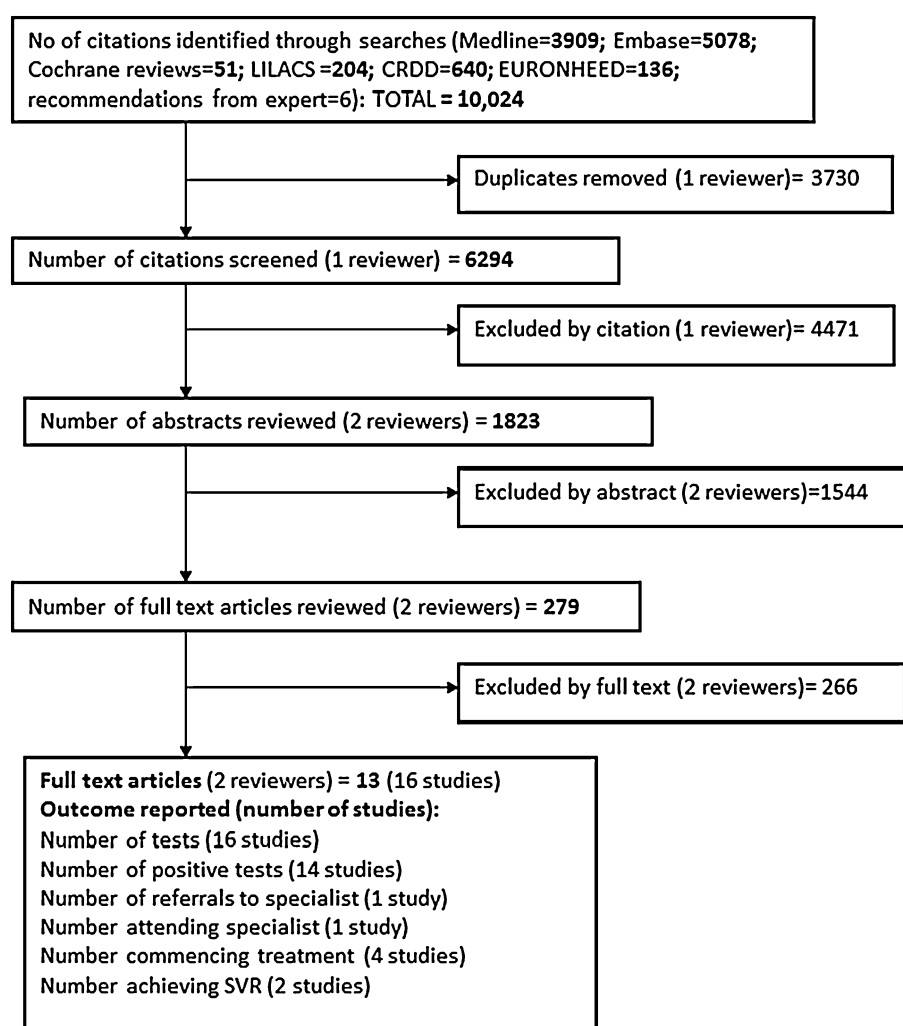 No of citations identified through searches (Medline=3909; Embase=5078;
Cochrane reviews=51; LILACS =204; CRDD=640; EURONHEED=136;
recommendations from expert=6): TOTAL = 10,024
Duplicates removed (1 reviewer)= 3730
Number of citations screened (1 reviewer) = 6294
Excluded by citation (1 reviewer)= 4471
Number of abstracts reviewed (2 reviewers) = 1823
Excluded by abstract (2 reviewers)=1544
Number of full text articles reviewed (2 reviewers) = 279
Excluded by full text (2 reviewers)= 266
Full text articles (2 reviewers) = 13 (16 studies)
Outcome reported (number of studies):
Number of tests (16 studies)
Number of positive tests (14 studies)
Number of referrals to specialist (1 study)
Number attending specialist (1 study)
Number commencing treatment (4 studies)
Number achieving SVR (2 studies)